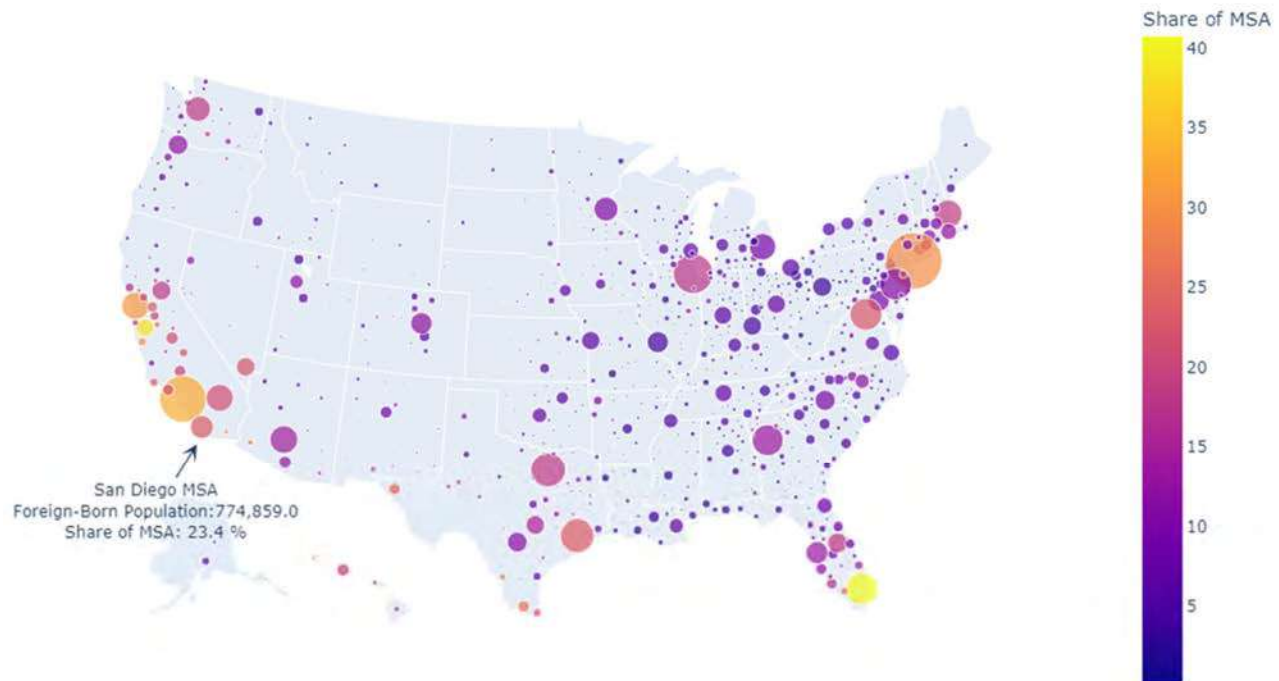 Share of MSA
40
35
30
25
20
15
10
5
San Diego MSA
Foreign-Born Population:774,859.0
Share of MSA: 23.4 %